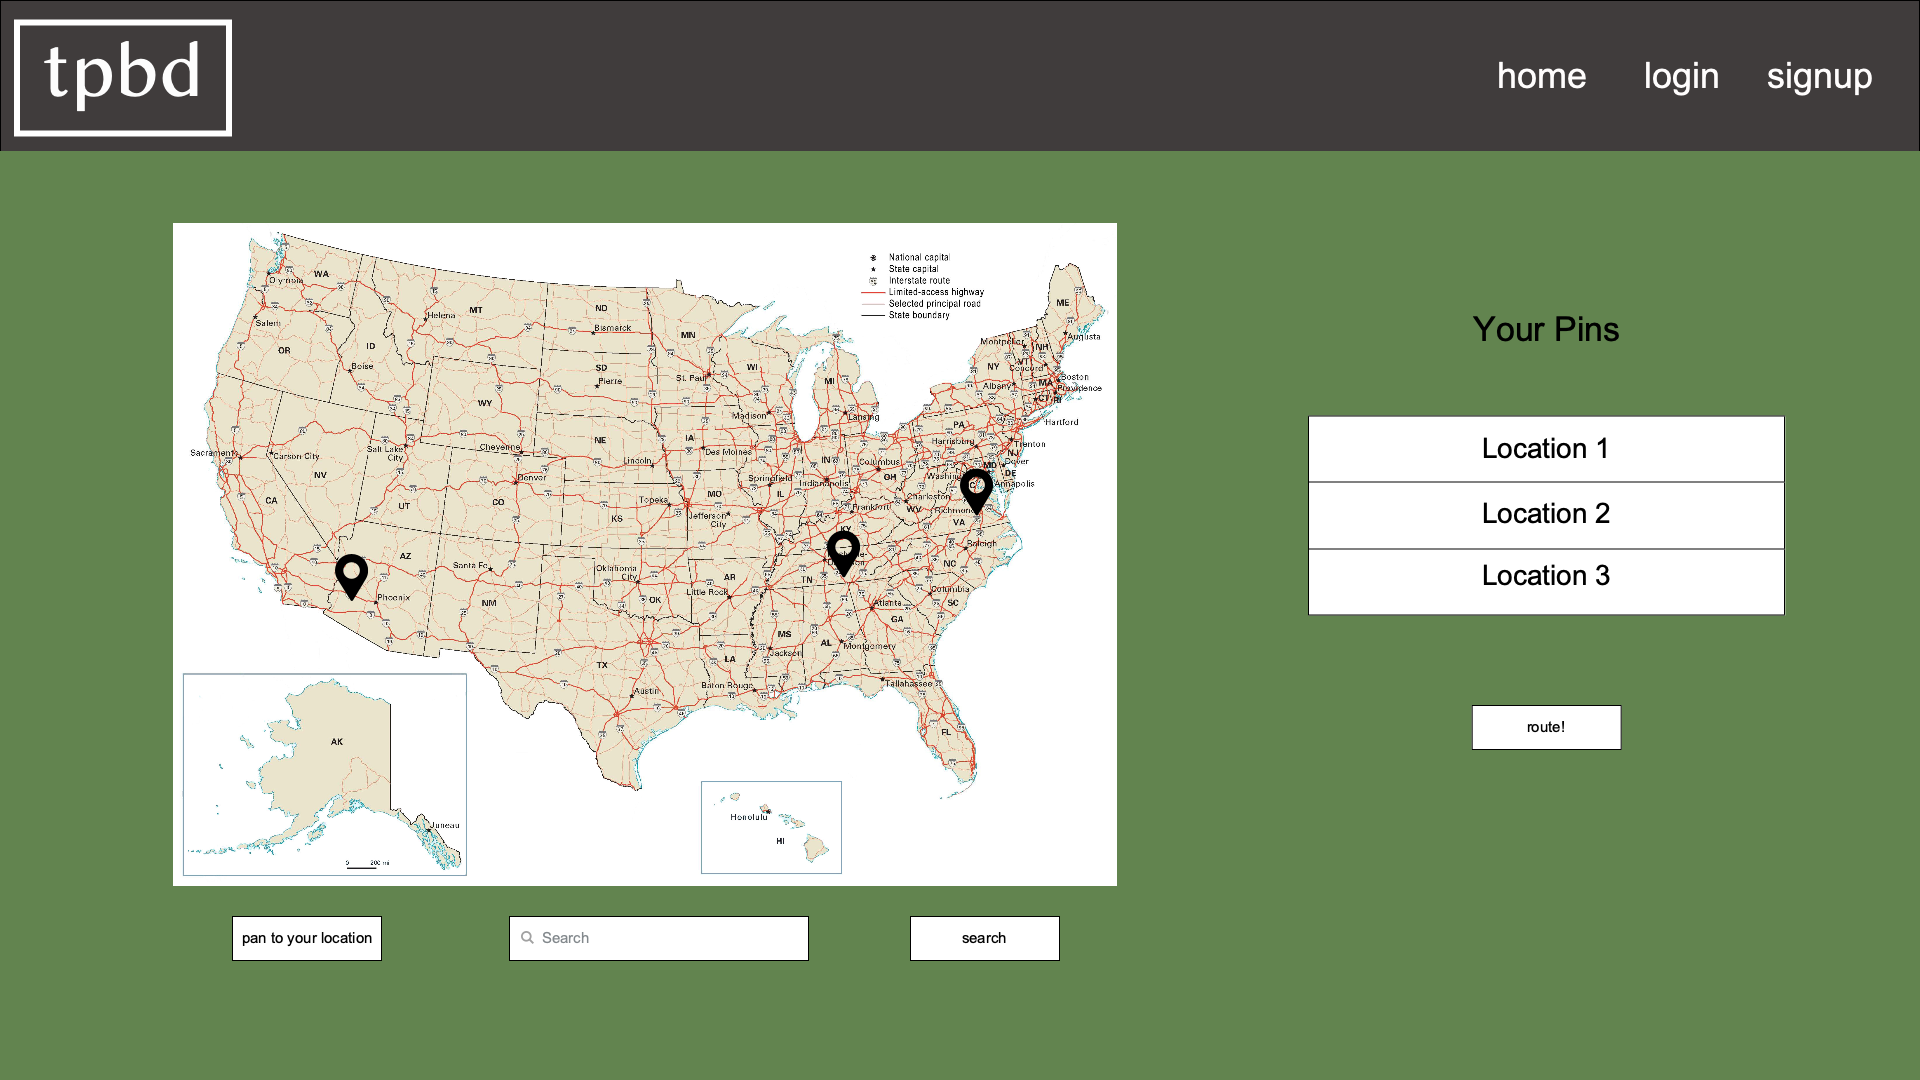 tpbd
home login signup
National capital
State capital
Interstate route
Limited-access highway
Selected principal road
State boundary
WA
Olympia
Salem
OR
ID
Boise
MT
Helena
ND
Bismarck
SD
Pierre
MN
St. Paul
WI
Madison
MI
Lansing
ME
Augusta
Montpelier
NH
VT
Concord
NY
Albany
MA
Boston
Providence
CT
RI
Hartford
PA
Harrisburg
Trenton
NJ
Dover
MD
DE
Annapolis
WY
Cheyenne
NE
Lincoln
IA
Des Moines
IL
Springfield
IN
Indianapolis
OH
Columbus
Charleston
WV
Richmond
VA
Sacramento
Carson City
NV
CA
Salt Lake
City
UT
Denver
CO
Topeka
KS
MO
Jefferson
City
Frankfort
KY
TN
Raleigh
NC
Columbia
SC
Atlanta
GA
AZ
Phoenix
Santa Fe
NM
Oklahoma
City
OK
AR
Little Rock
MS
Jackson
AL
Montgomery
LA
Baton Rouge
TX
Austin
Tallahassee
FL
AK
Juneau
0 200 mi
Honolulu
HI
Your Pins
Location 1
Location 2
Location 3
route!
pan to your location
Search
search